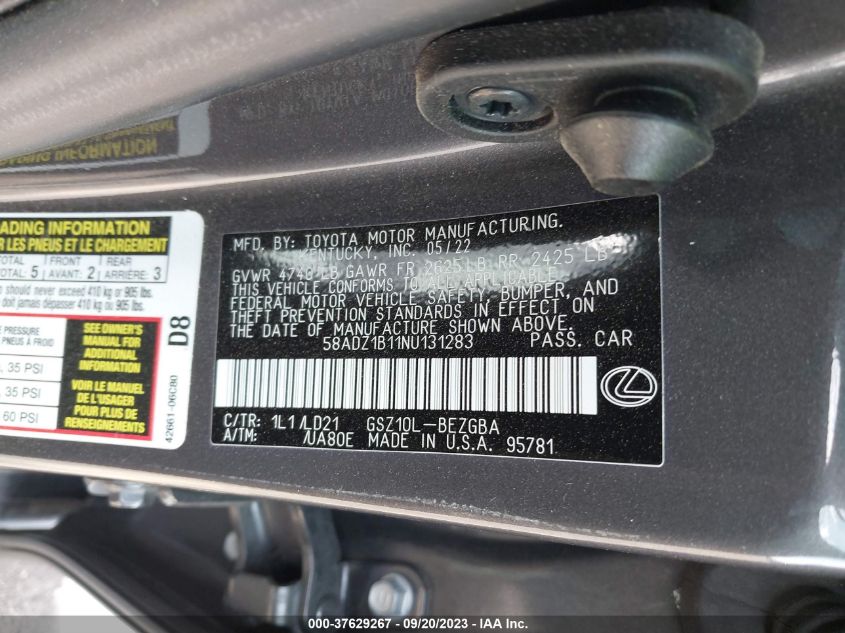 ADING INFORMATION
R LES PNEUS ET LE CHARGEMENT
TOTAL 5 FRONT AVANT: 2 REAR ARRIÈRE: 3
should never exceed 410 kg or 905 lbs.
doit jamais dépasser 410 kg ou 905 lbs.
E PRESSURE
PNEUS À FROID
35 PSI
35 PSI
60 PSI
SEE OWNER'S
MANUAL FOR
ADDITIONAL
INFORMATION
VOIR LE MANUEL
DE L'USAGER
POUR PLUS DE
RENSEIGNEMENTS
D8
42661-06C80
MFD. BY: TOYOTA MOTOR MANUFACTURING.
KENTUCKY, INC. 05/22
GVWR 4740 LB GAWR FR 2625 LB RR 2425 LB
THIS VEHICLE CONFORMS TO ALL APPLICABLE
FEDERAL MOTOR VEHICLE SAFETY, BUMPER, AND
THEFT PREVENTION STANDARDS IN EFFECT ON
THE DATE OF MANUFACTURE SHOWN ABOVE.
58ADZ1B11NU131283 PASS. CAR
C/TR: 1L1/LD21 GSZ10L-BEZGBA
A/TM: /UA80E MADE IN U.S.A. 95781
000-37629267 - 09/20/2023 - IAA Inc.